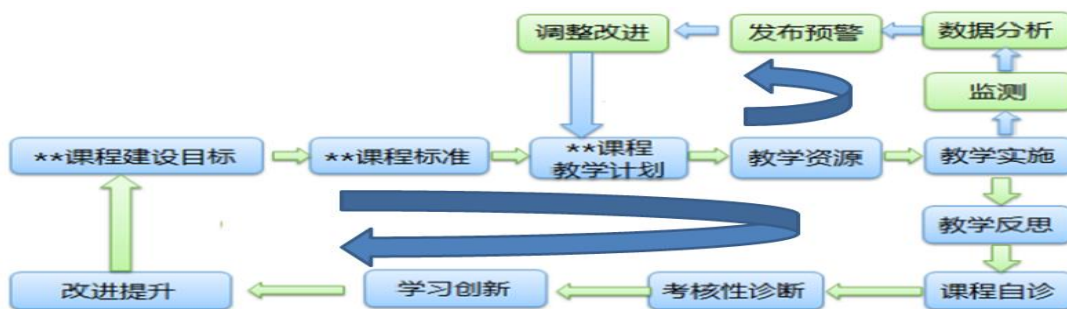 调整改进
发布预警
数据分析
监测
**课程建设目标
**课程标准
**课程
教学计划
教学资源
教学实施
教学反思
改进提升
学习创新
考核性诊断
课程自诊